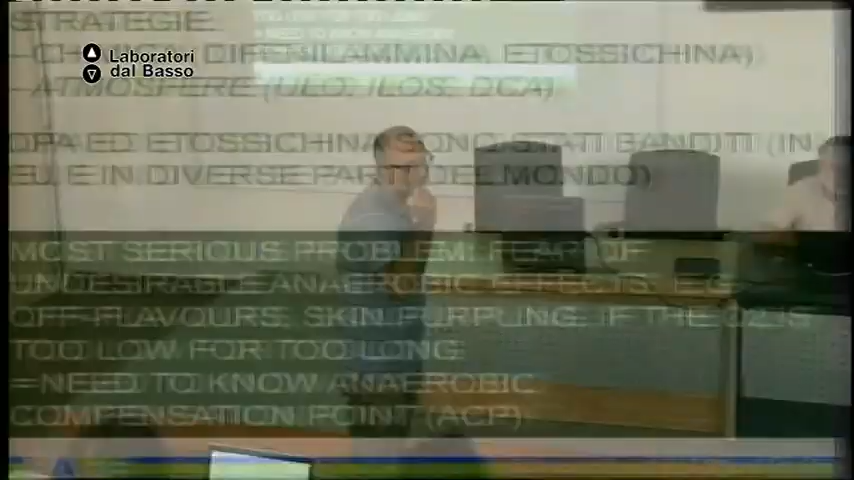 STRATEGIE.
Laboratori
dal Basso
DIFENILAMMINA, ETOSSICHINA)
-ATMOSFERE (ULO, ILOS, DCA)
DPA ED ETOSSICHINA SONO STATI BANDITI (IN
EU E IN DIVERSE PARTI DEL MONDO)
MOST SERIOUS PROBLEM: FEAR OF
UNDESIRABLE ANAEROBIC EFFECTS, E.G.
OFF-FLAVOURS, SKIN PURPLING, IF THE O2 IS
TOO LOW FOR TOO LONG
=NEED TO KNOW ANAEROBIC
COMPENSATION POINT (ACP)